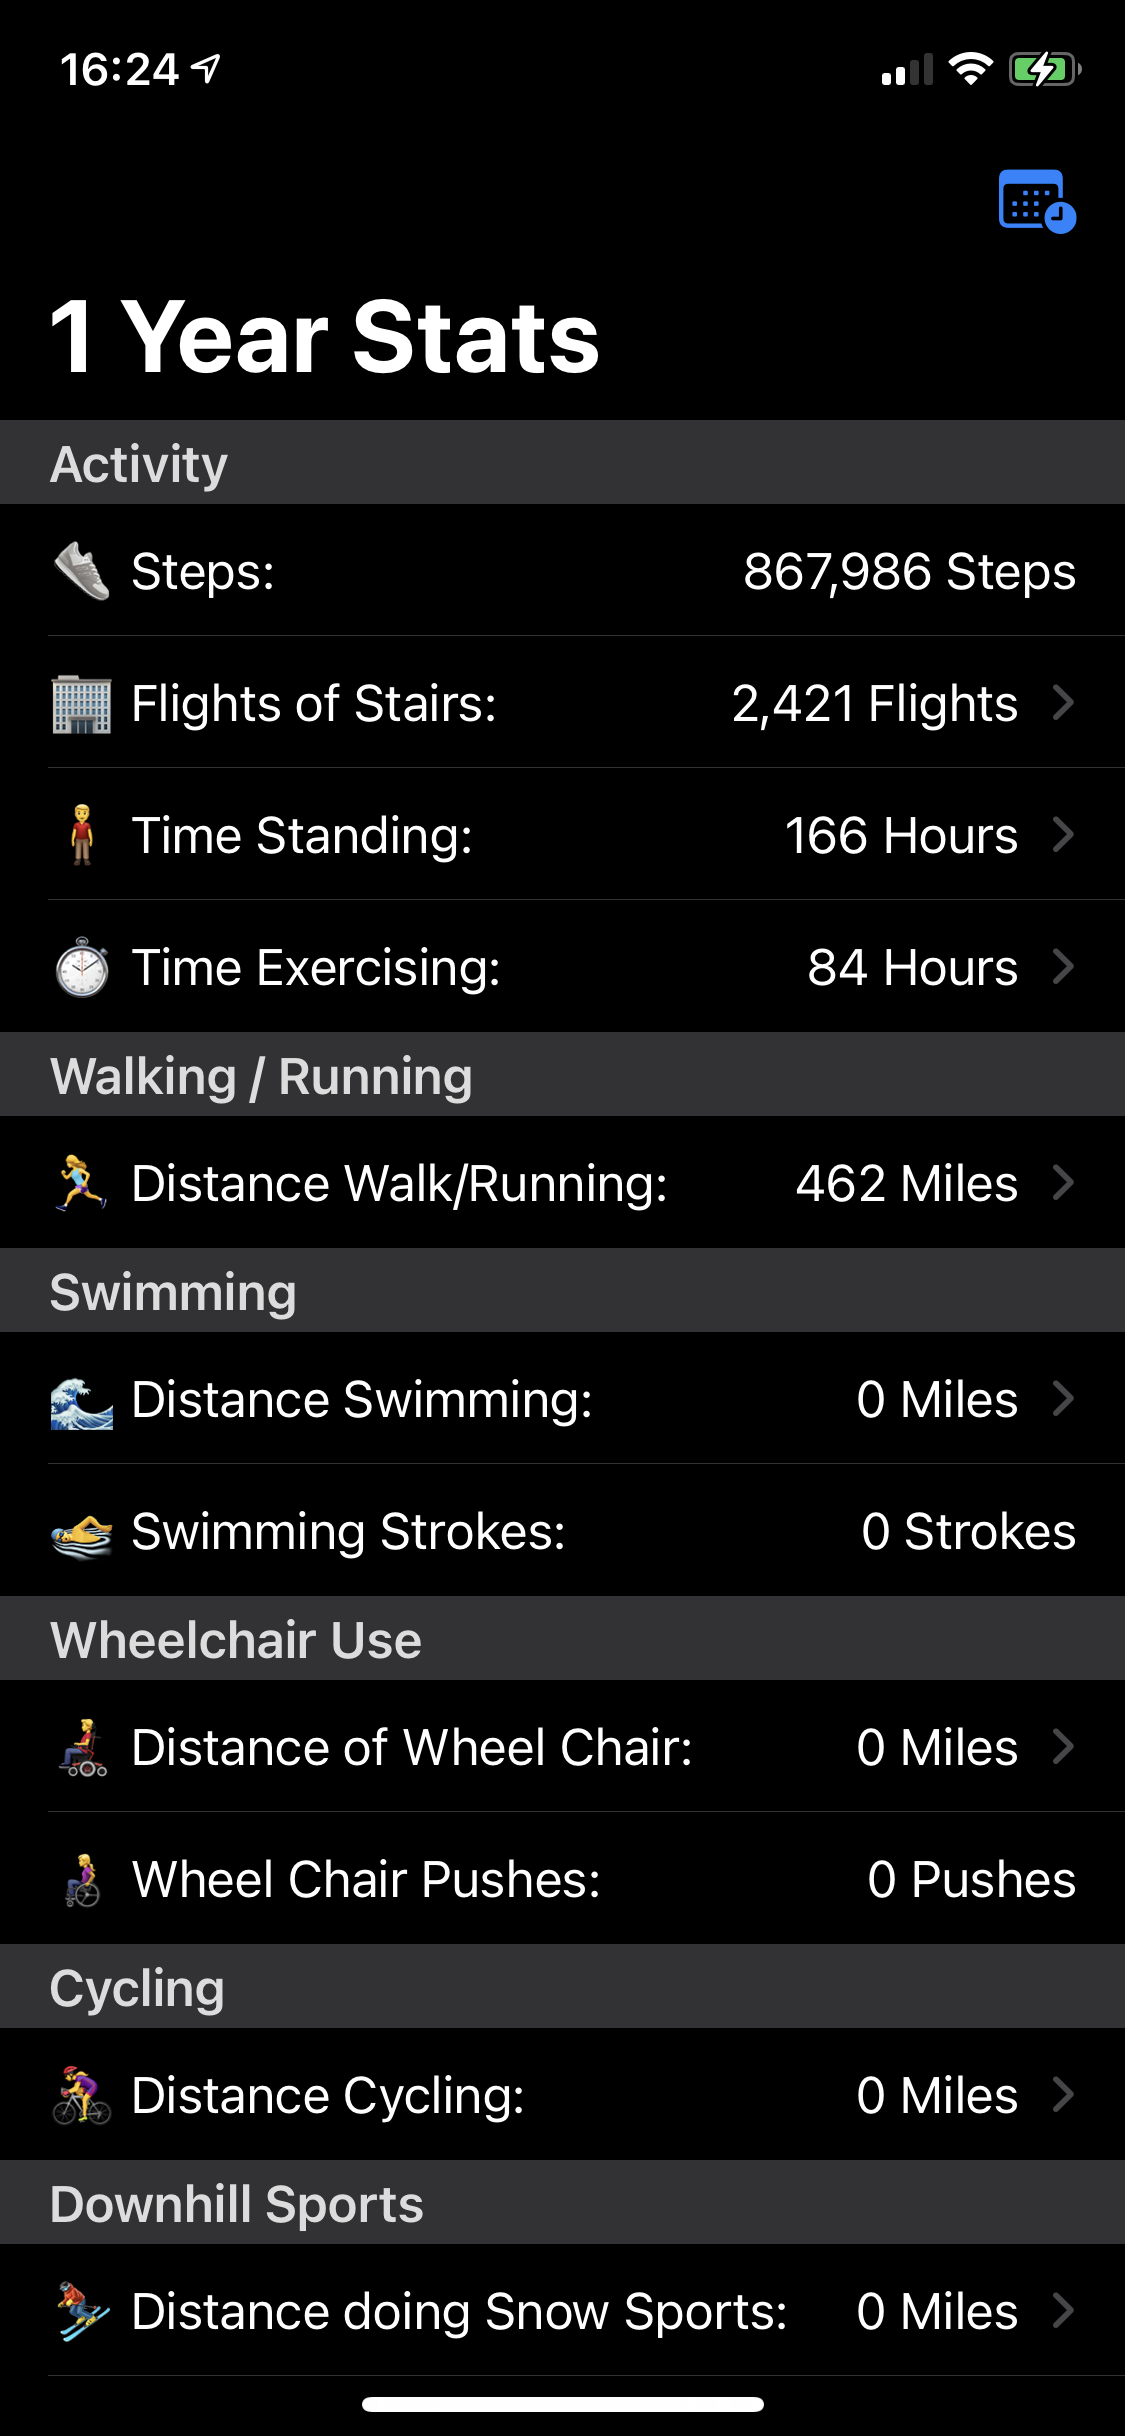 16:24
1 Year Stats
Activity
Steps: 867,986 Steps
Flights of Stairs: 2,421 Flights
Time Standing: 166 Hours
Time Exercising: 84 Hours
Walking / Running
Distance Walk/Running: 462 Miles
Swimming
Distance Swimming: 0 Miles
Swimming Strokes: 0 Strokes
Wheelchair Use
Distance of Wheel Chair: 0 Miles
Wheel Chair Pushes: 0 Pushes
Cycling
Distance Cycling: 0 Miles
Downhill Sports
Distance doing Snow Sports: 0 Miles